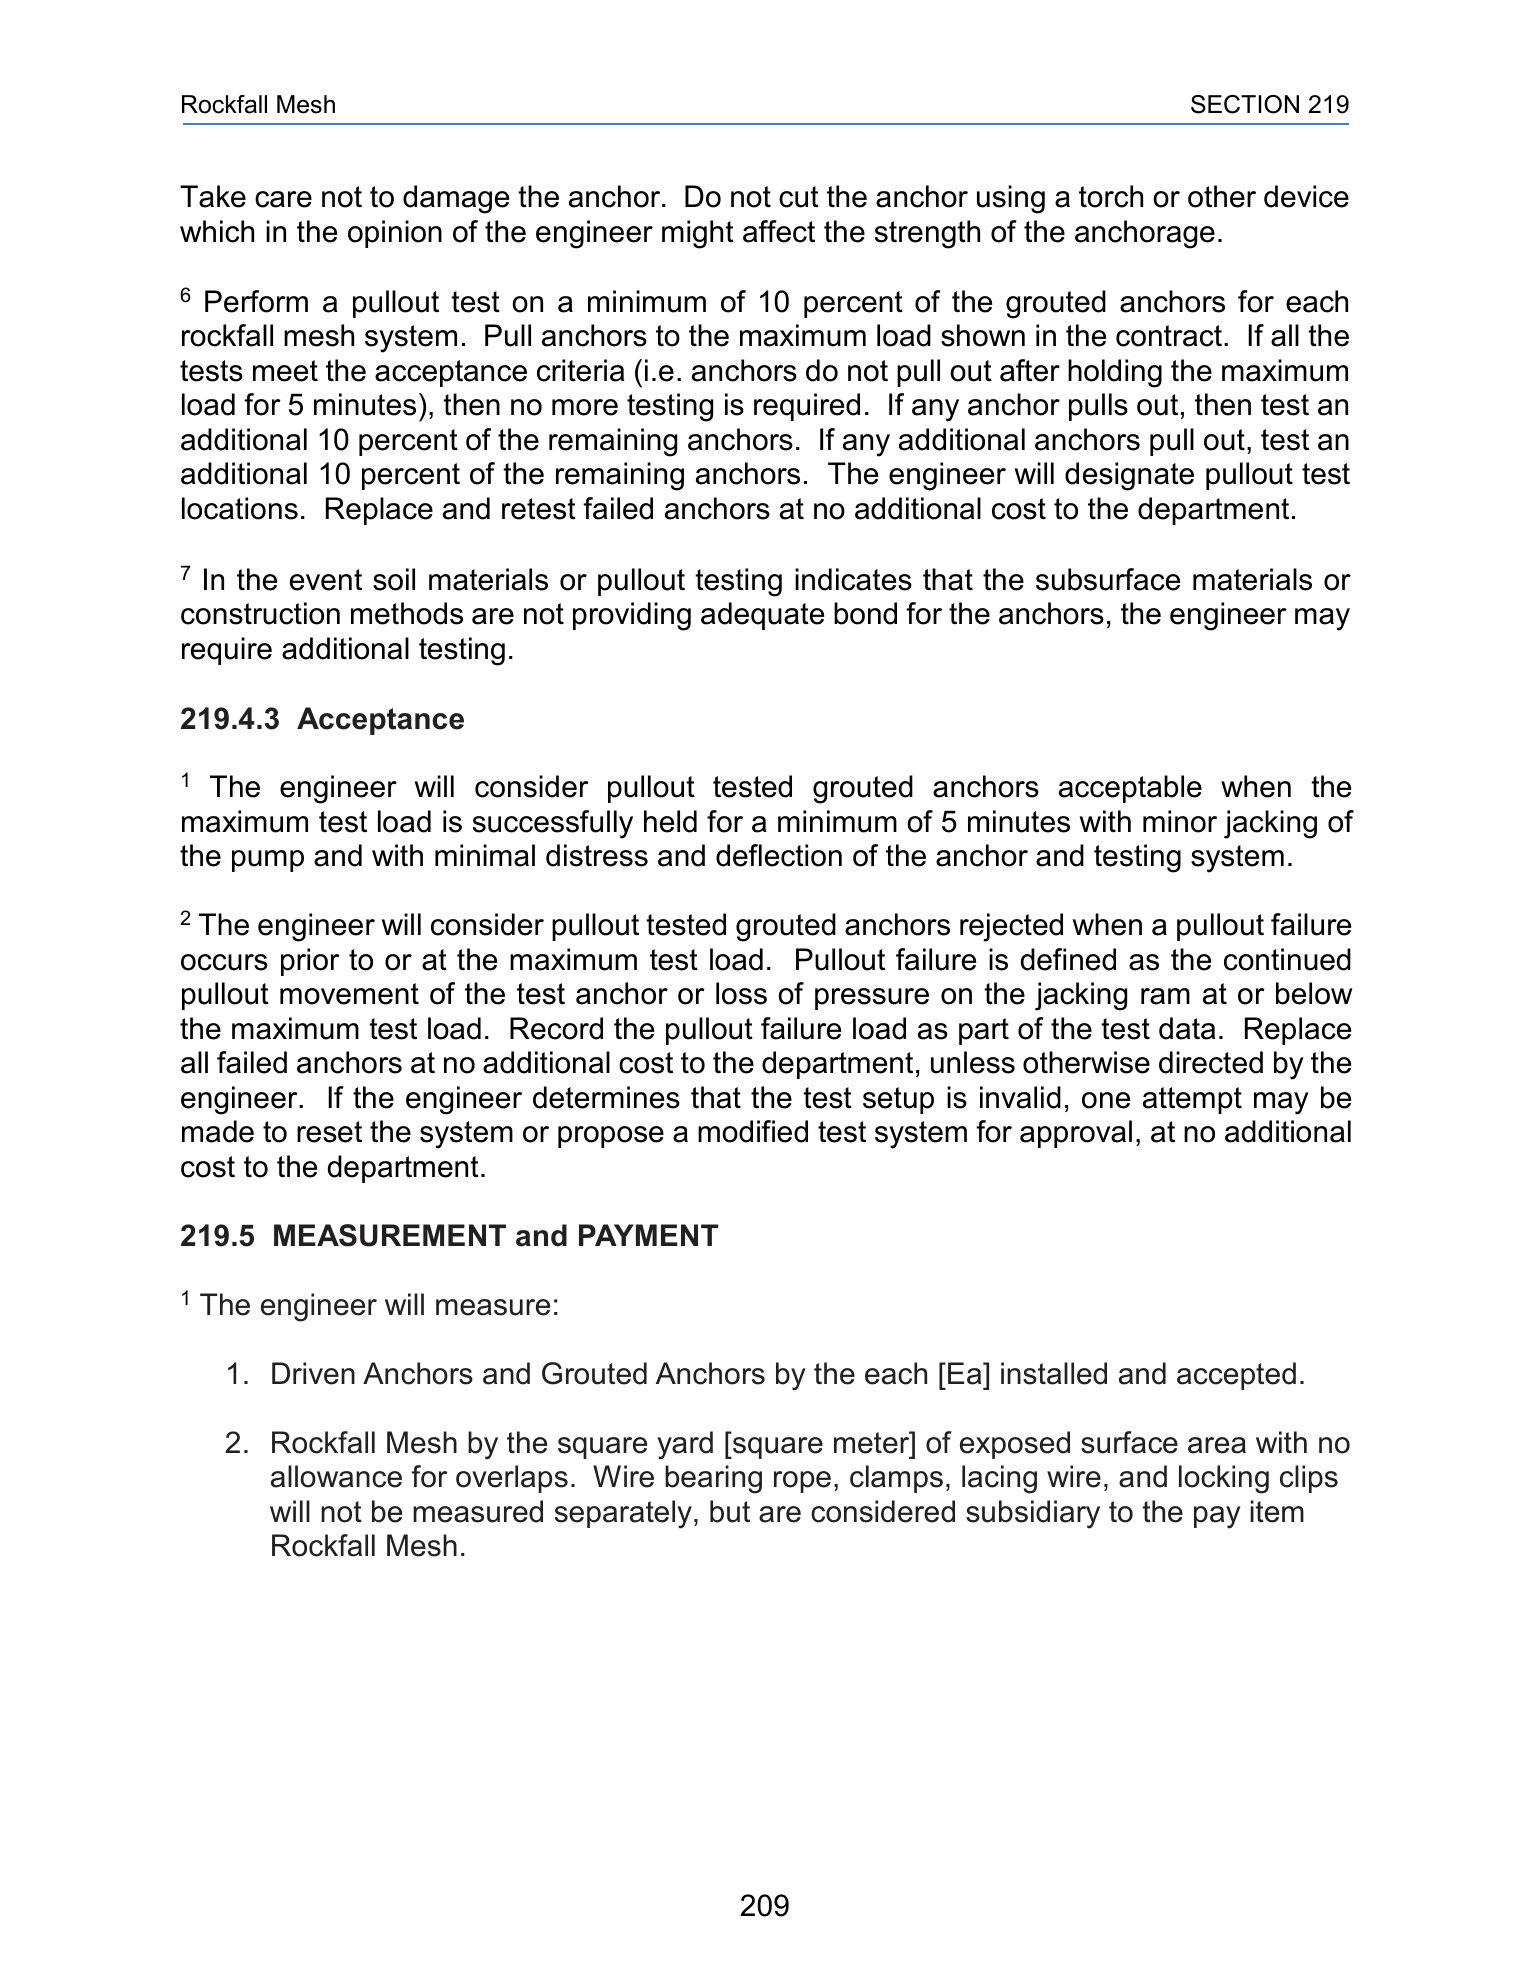 Rockfall Mesh SECTION 219
Take care not to damage the anchor. Do not cut the anchor using a torch or other device
which in the opinion of the engineer might affect the strength of the anchorage.
6 Perform a pullout test on a minimum of 10 percent of the grouted anchors for each
rockfall mesh system. Pull anchors to the maximum load shown in the contract. If all the
tests meet the acceptance criteria (i.e. anchors do not pull out after holding the maximum
load for 5 minutes), then no more testing is required. If any anchor pulls out, then test an
additional 10 percent of the remaining anchors. If any additional anchors pull out, test an
additional 10 percent of the remaining anchors. The engineer will designate pullout test
locations. Replace and retest failed anchors at no additional cost to the department.
7 In the event soil materials or pullout testing indicates that the subsurface materials or
construction methods are not providing adequate bond for the anchors, the engineer may
require additional testing.
219.4.3 Acceptance
1 The engineer will consider pullout tested grouted anchors acceptable when the
maximum test load is successfully held for a minimum of 5 minutes with minor jacking of
the pump and with minimal distress and deflection of the anchor and testing system.
2 The engineer will consider pullout tested grouted anchors rejected when a pullout failure
occurs prior to or at the maximum test load. Pullout failure is defined as the continued
pullout movement of the test anchor or loss of pressure on the jacking ram at or below
the maximum test load. Record the pullout failure load as part of the test data. Replace
all failed anchors at no additional cost to the department, unless otherwise directed by the
engineer. If the engineer determines that the test setup is invalid, one attempt may be
made to reset the system or propose a modified test system for approval, at no additional
cost to the department.
219.5 MEASUREMENT and PAYMENT
1 The engineer will measure:
1. Driven Anchors and Grouted Anchors by the each [Ea] installed and accepted.
2. Rockfall Mesh by the square yard [square meter] of exposed surface area with no
allowance for overlaps. Wire bearing rope, clamps, lacing wire, and locking clips
will not be measured separately, but are considered subsidiary to the pay item
Rockfall Mesh.
209